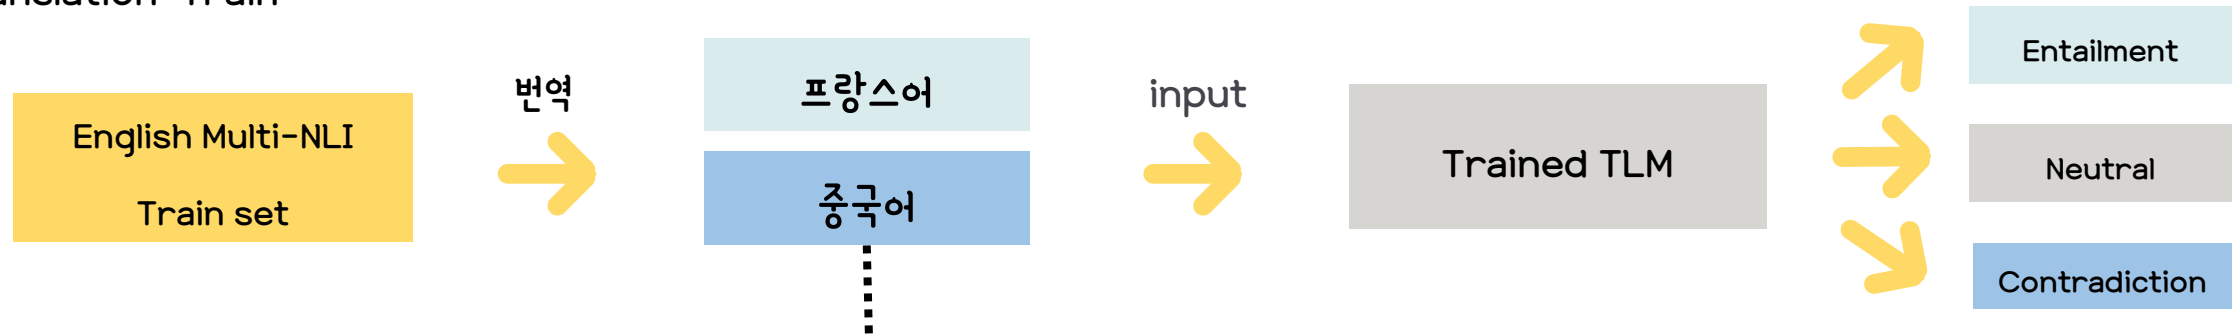 English Multi-NLI
Train set
번역
프랑스어
중국어
input
Trained TLM
Entailment
Neutral
Contradiction